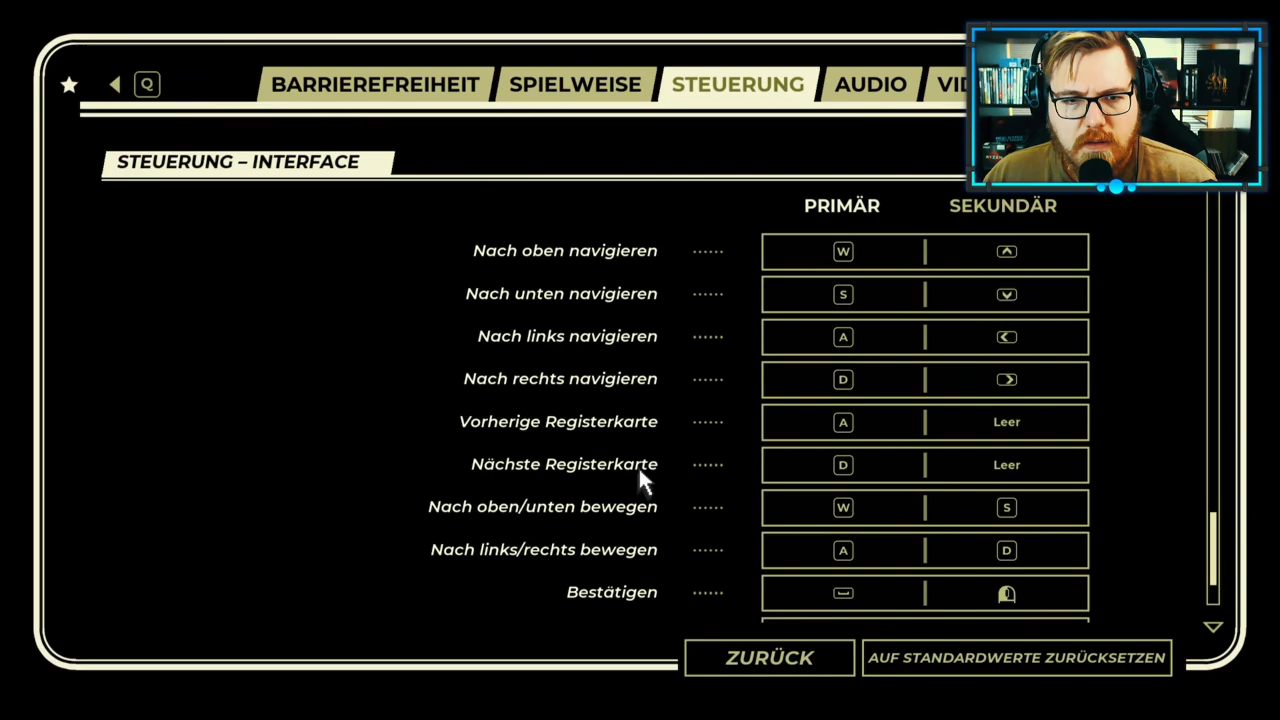 Q
BARRIEREFREIHEIT SPIELWEISE STEUERUNG AUDIO VID
STEUERUNG – INTERFACE
PRIMÄR SEKUNDÄR
Nach oben navigieren ...... W
Nach unten navigieren ...... S
Nach links navigieren ...... A
Nach rechts navigieren ...... D
Vorherige Registerkarte ...... A Leer
Nächste Registerkarte ...... D Leer
Nach oben/unten bewegen ...... W S
Nach links/rechts bewegen ...... A D
Bestätigen ......
ZURÜCK AUF STANDARDWERTE ZURÜCKSETZEN